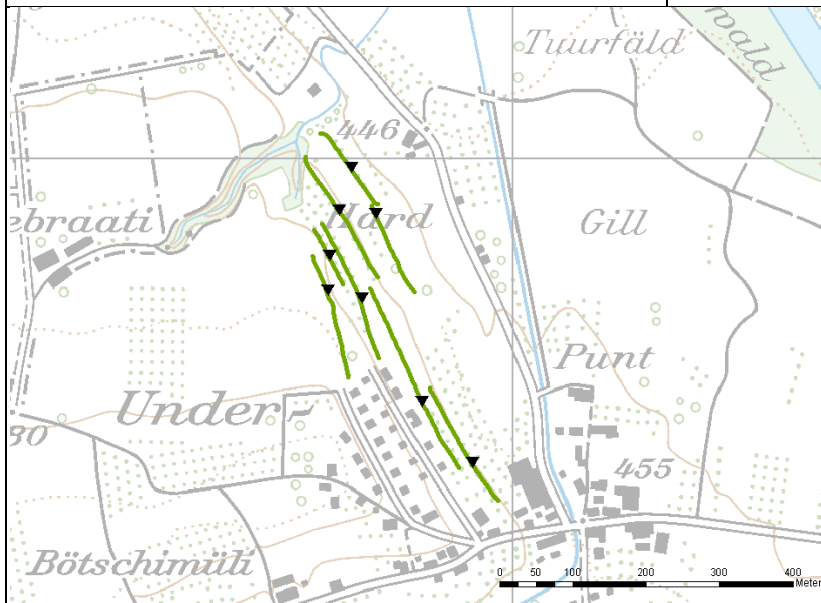 Tuurfäld
wald
446
ebraati
Hard
Gill
Punt
Under-
30
455
Bötschimüli
0 50 100 200 300 400
Meter